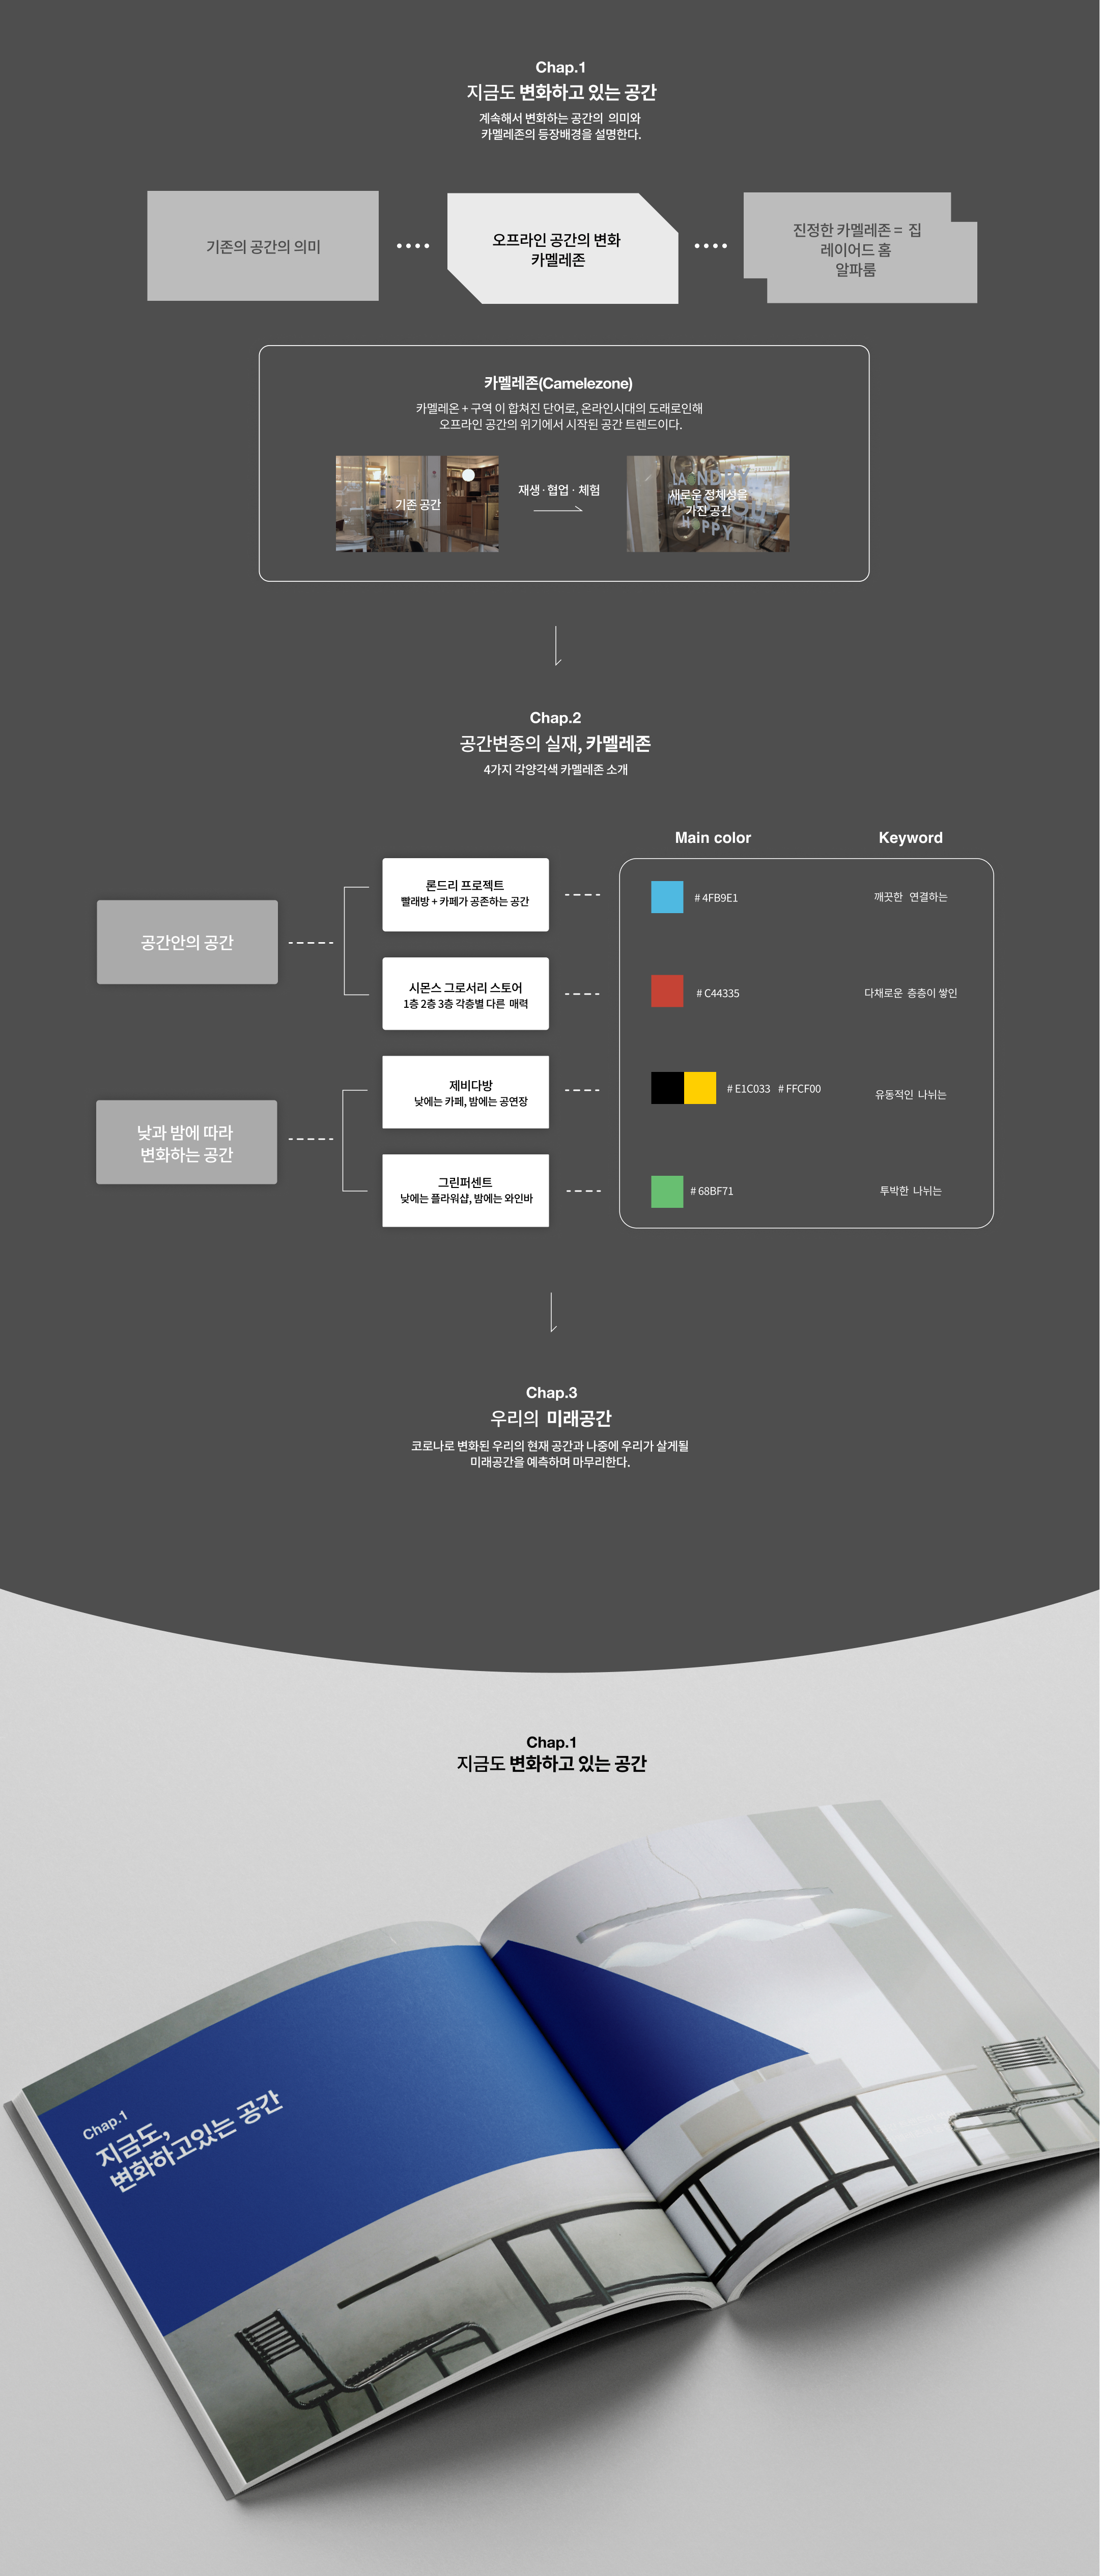 Chap.1
지금도 변화하고 있는 공간
계속해서 변화하는 공간의 의미와
카멜레존의 등장배경을 설명한다.
기존의 공간의 의미
오프라인 공간의 변화
카멜레존
진정한 카멜레존 = 집
레이어드 홈
알파룸
카멜레존(Camelezone)
카멜레온 + 구역 이 합쳐진 단어로, 온라인시대의 도래로인해
오프라인 공간의 위기에서 시작된 공간 트렌드이다.
기존 공간
재생 · 협업 · 체험
새로운 정체성을
가진 공간
Chap.2
공간변종의 실재, 카멜레존
4가지 각양각색 카멜레존 소개
Main color
Keyword
공간안의 공간
론드리 프로젝트
빨래방 + 카페가 공존하는 공간
# 4FB9E1
깨끗한 연결하는
시몬스 그로서리 스토어
1층 2층 3층 각층별 다른 매력
# C44335
다채로운 층층이 쌓인
낮과 밤에 따라
변화하는 공간
제비다방
낮에는 카페, 밤에는 공연장
# E1C033 # FFCF00
유동적인 나뉘는
그린퍼센트
낮에는 플라워샵, 밤에는 와인바
# 68BF71
투박한 나뉘는
Chap.3
우리의 미래공간
코로나로 변화된 우리의 현재 공간과 나중에 우리가 살게될
미래공간을 예측하며 마무리한다.
Chap.1
지금도 변화하고 있는 공간
Chap.1
지금도,
변화하고있는 공간